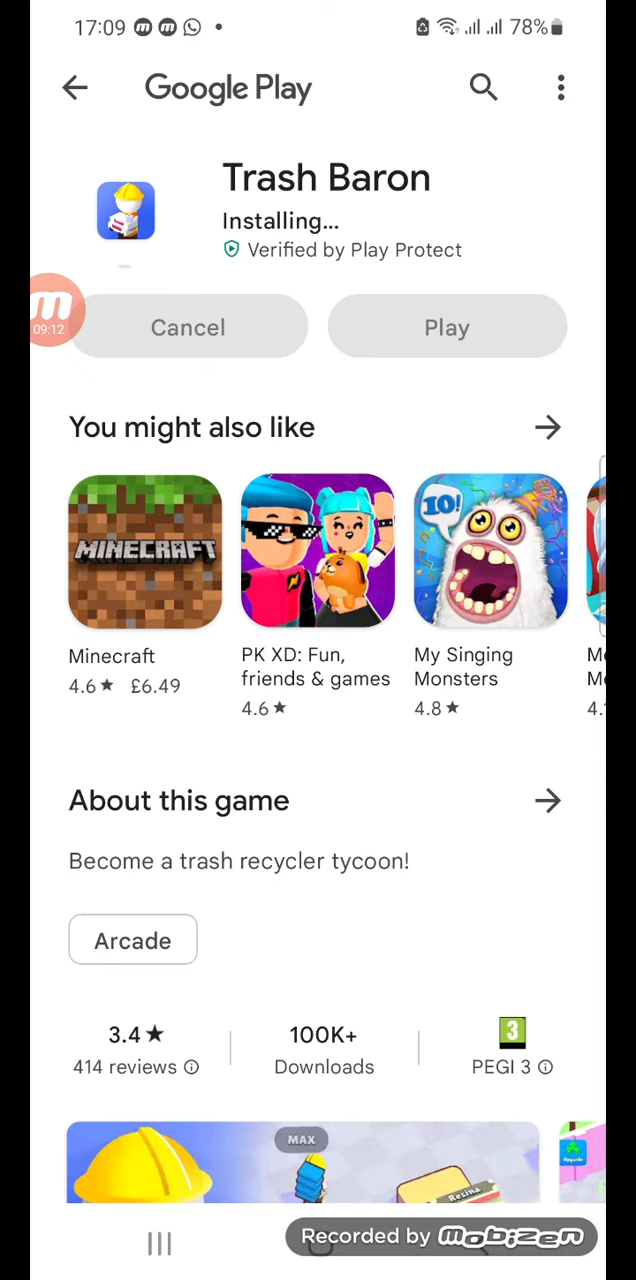 17:09
78%
Google Play
Trash Baron
Installing...
Verified by Play Protect
09:12
Cancel
Play
You might also like
10!
MINECRAFT
Minecraft
4.6★ £6.49
PK XD: Fun,
friends & games
4.6★
My Singing
Monsters
4.8★
About this game
Become a trash recycler tycoon!
Arcade
3.4★
414 reviews
100K+
Downloads
3
PEGI 3
MAX
Resina
Upgrade
Recorded by mobizen